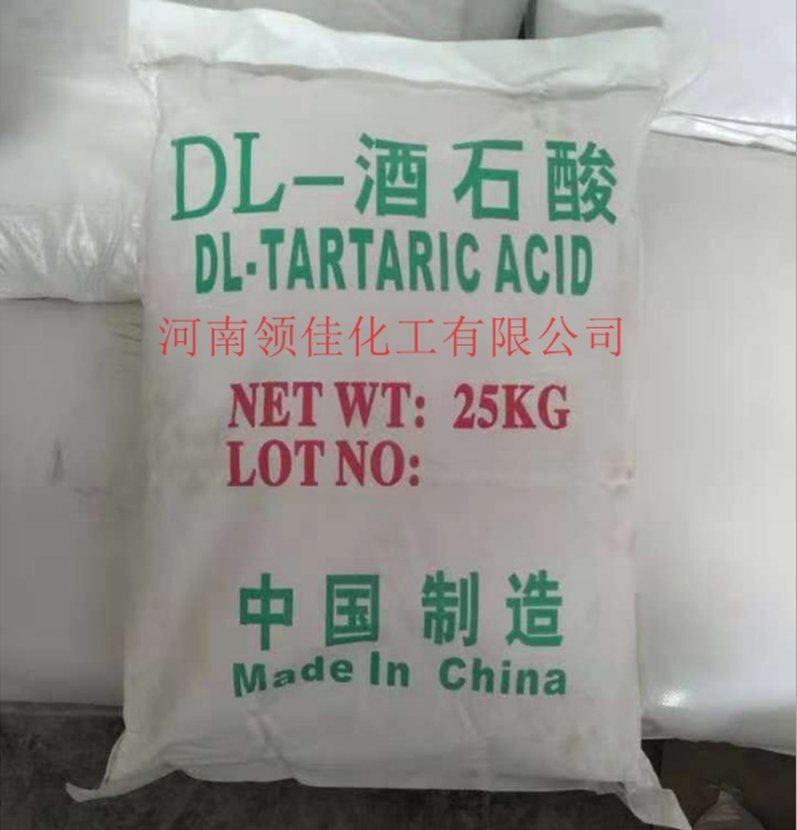 DL-酒石酸
DL-TARTARIC ACID
河南领佳化工有限公司
NET WT: 25KG
LOT NO:
中国制造
Made In China